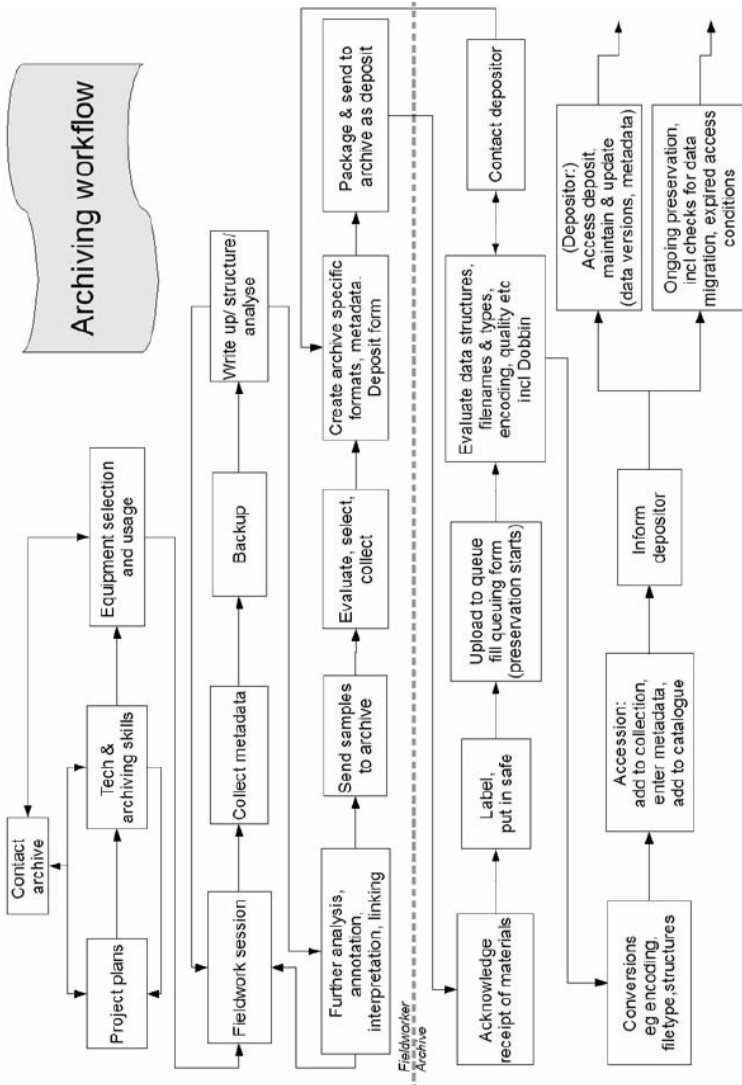 Archiving workflow
Contact
archive
Project plans
Tech &
archiving skills
Equipment selection
and usage
Fieldwork session
Collect metadata
Backup
Write up/ structure/
analyse
Further analysis,
annotation,
interpretation, linking
Send samples
to archive
Evaluate, select,
collect
Create archive specific
formats, metadata.
Deposit form
Package & send to
archive as deposit
Fieldworker
Archive
Acknowledge
receipt of materials
Label,
put in safe
Upload to queue
fill queuing form
(preservation starts)
Evaluate data structures,
filenames & types,
encoding, quality etc
incl Dobbin
Contact depositor
Conversions
eg encoding,
filetype,structures
Accession:
add to collection,
enter metadata,
add to catalogue
Inform
depositor
(Depositor:)
Access deposit,
maintain & update
(data versions, metadata)
Ongoing preservation,
incl checks for data
migration, expired access
conditions